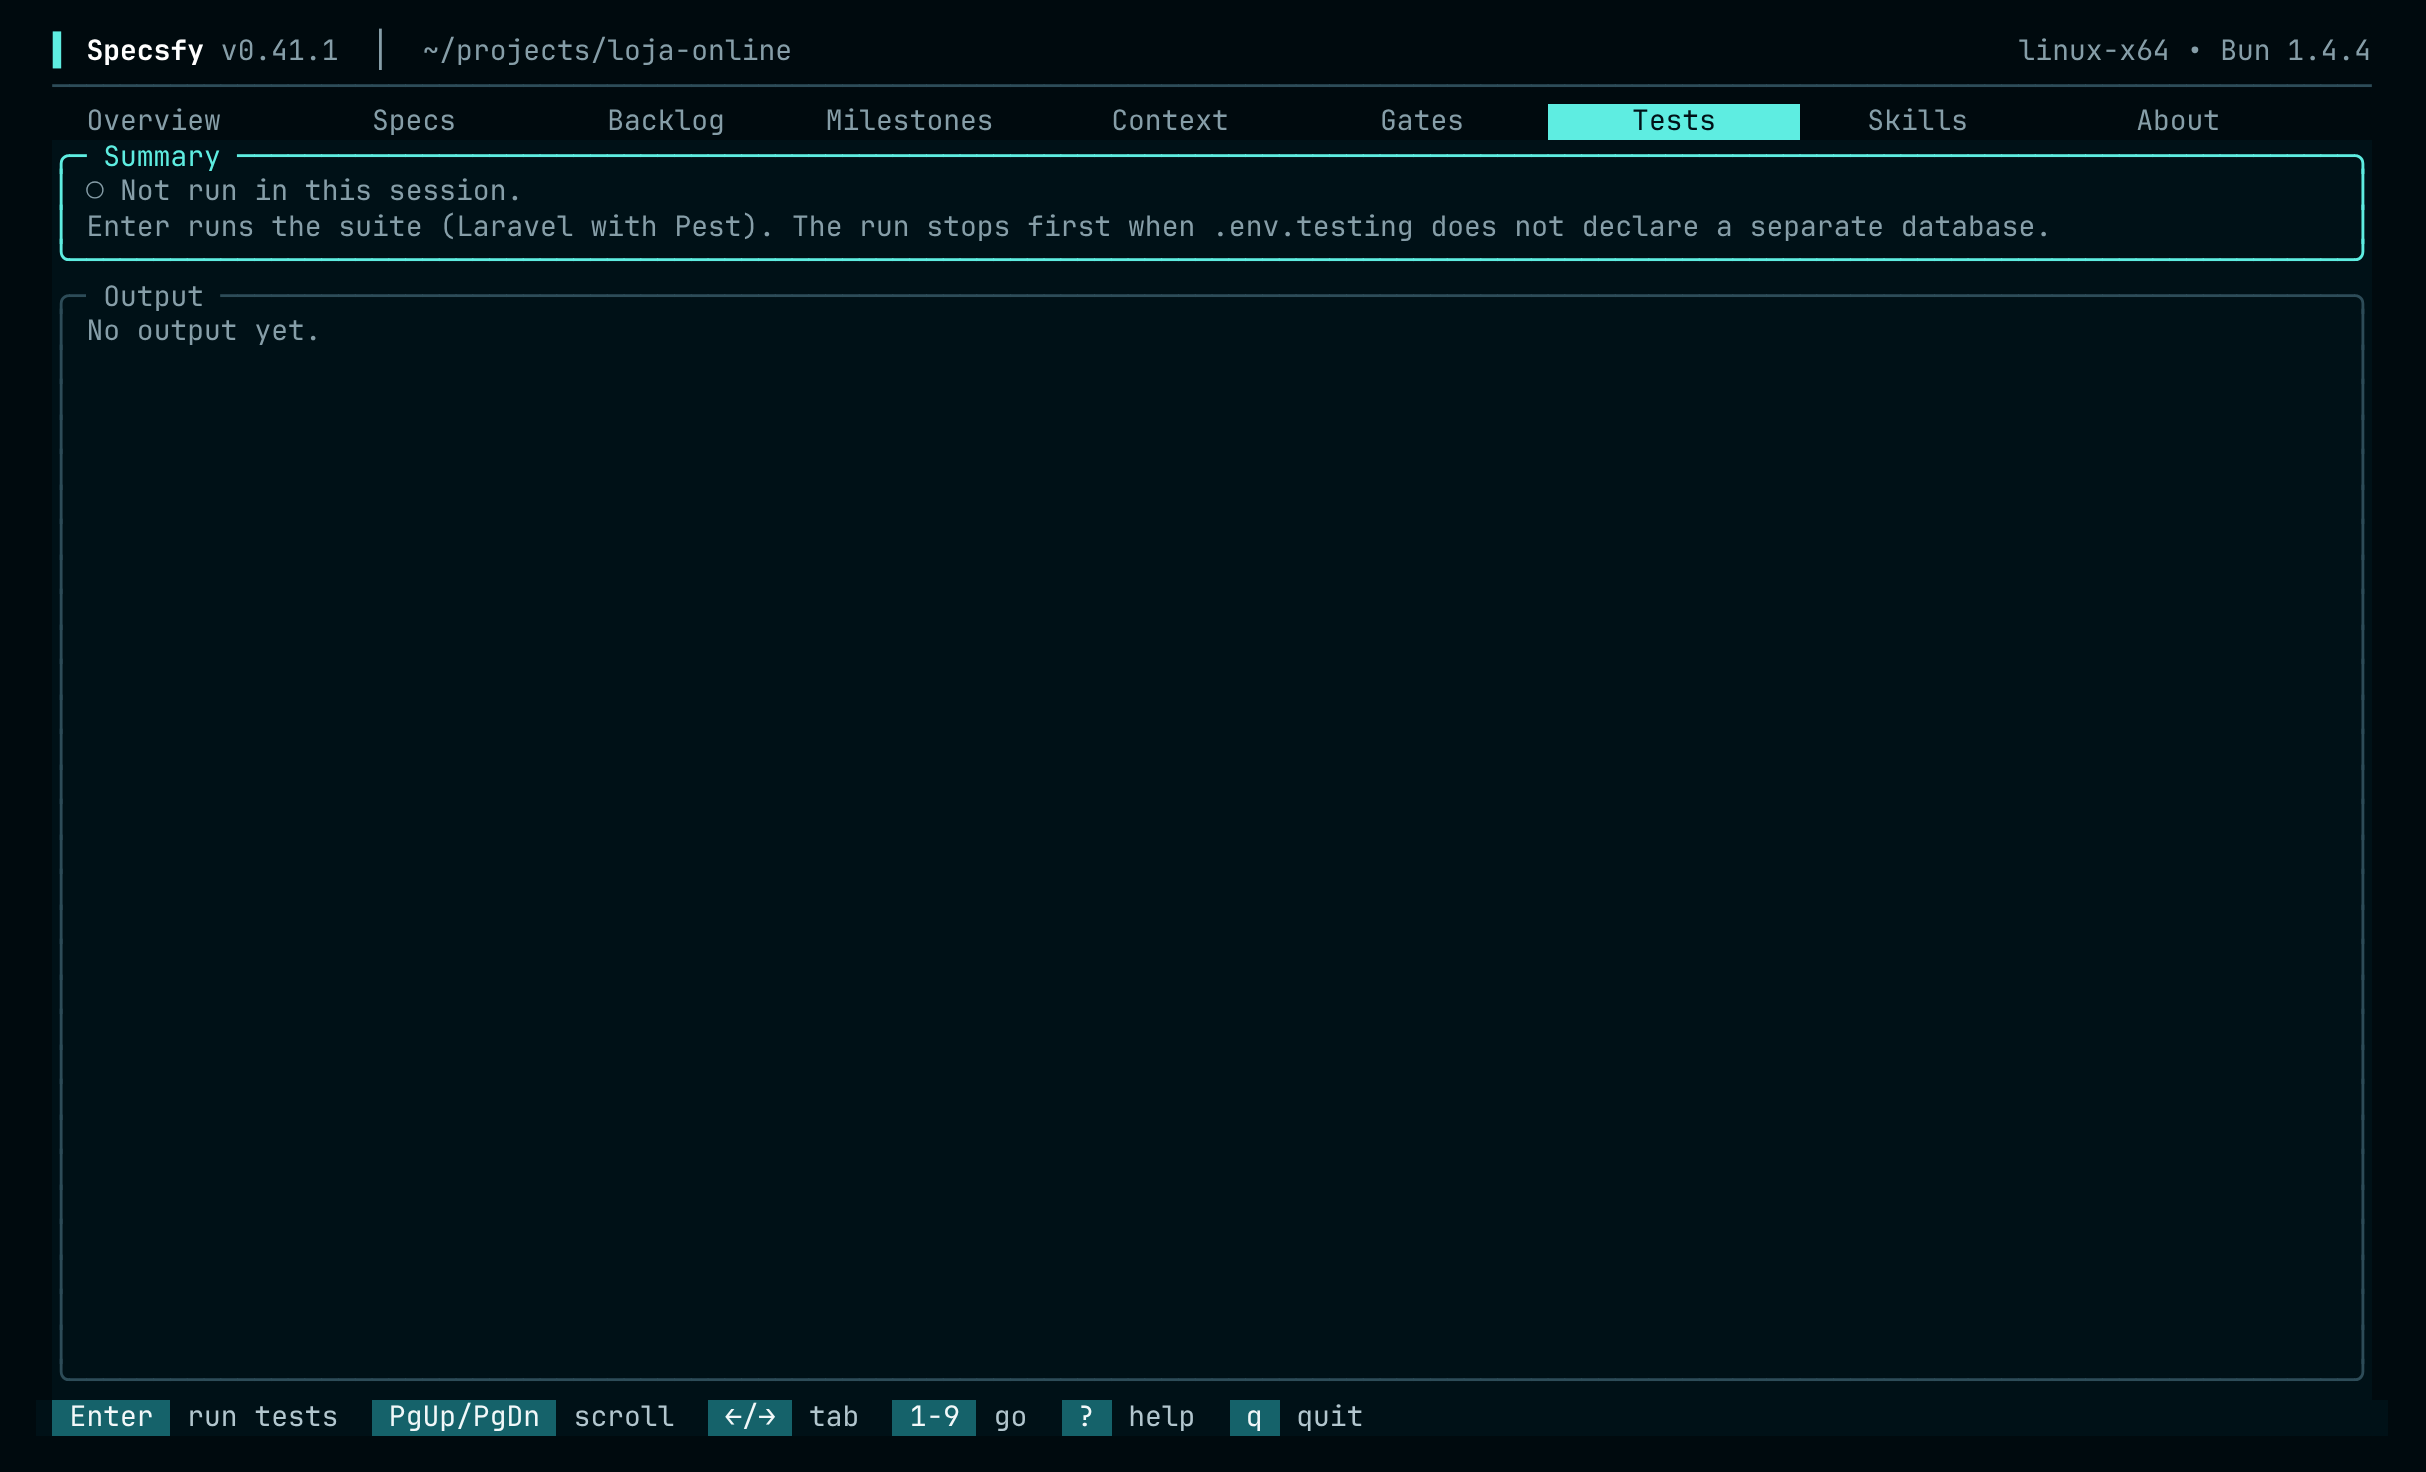 Specsfy v0.41.1 │ ~/projects/loja-online linux-x64 • Bun 1.4.4
Overview Specs Backlog Milestones Context Gates Tests Skills About
Summary
○ Not run in this session.
Enter runs the suite (Laravel with Pest). The run stops first when .env.testing does not declare a separate database.
Output
No output yet.
Enter run tests PgUp/PgDn scroll ←/→ tab 1-9 go ? help q quit